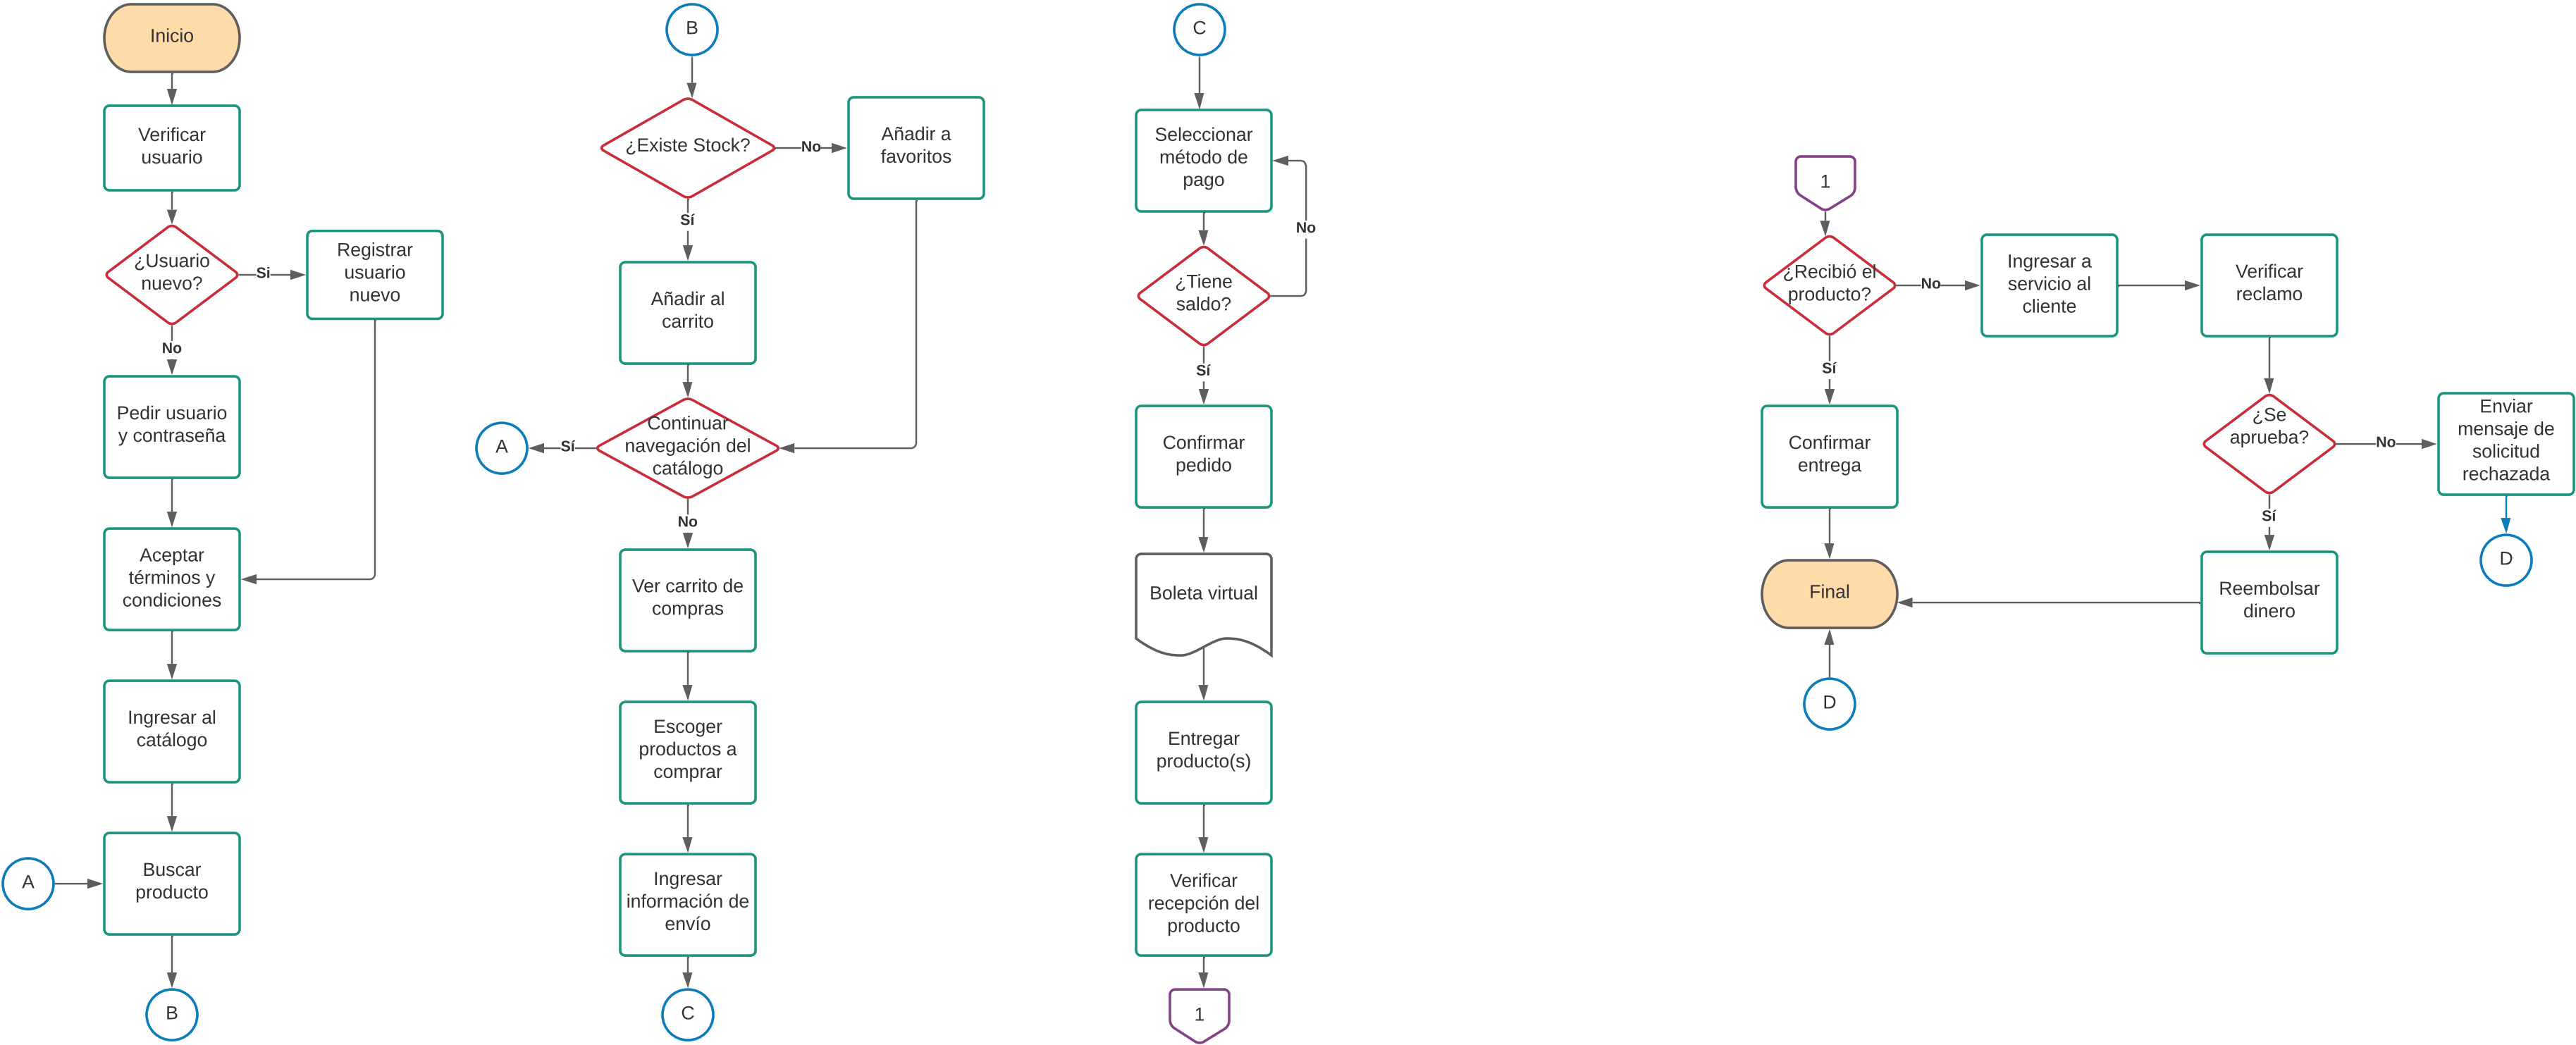 Inicio
Verificar
usuario
¿Usuario
nuevo?
Si
Registrar
usuario
nuevo
No
Pedir usuario
y contraseña
Aceptar
términos y
condiciones
Ingresar al
catálogo
A
Buscar
producto
B
B
¿Existe Stock?
No
Añadir a
favoritos
Sí
Añadir al
carrito
Continuar
navegación del
catálogo
Sí
A
No
Ver carrito de
compras
Escoger
productos a
comprar
Ingresar
información de
envío
C
C
Seleccionar
método de
pago
No
¿Tiene
saldo?
Sí
Confirmar
pedido
Boleta virtual
Entregar
producto(s)
Verificar
recepción del
producto
1
1
¿Recibió el
producto?
No
Ingresar a
servicio al
cliente
Verificar
reclamo
Sí
Confirmar
entrega
¿Se
aprueba?
No
Enviar
mensaje de
solicitud
rechazada
D
Sí
Reembolsar
dinero
Final
D